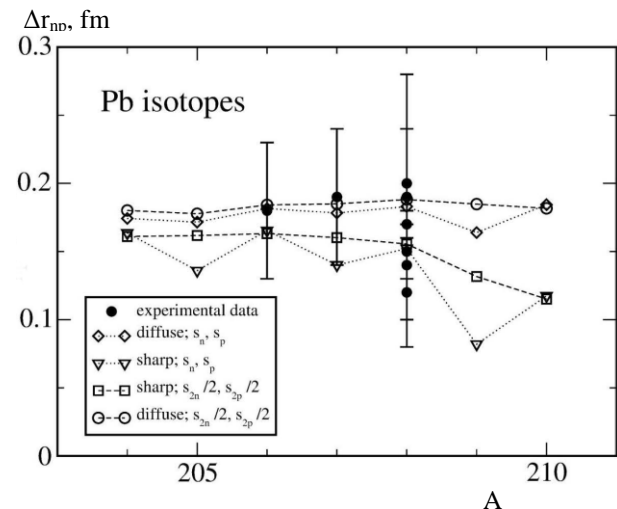 Δr_np, fm
0.3
Pb isotopes
0.2
0.1
0
experimental data
diffuse; s_n, s_p
sharp; s_n, s_p
sharp; s_2n/2, s_2p/2
diffuse; s_2n/2, s_2p/2
205
210
A